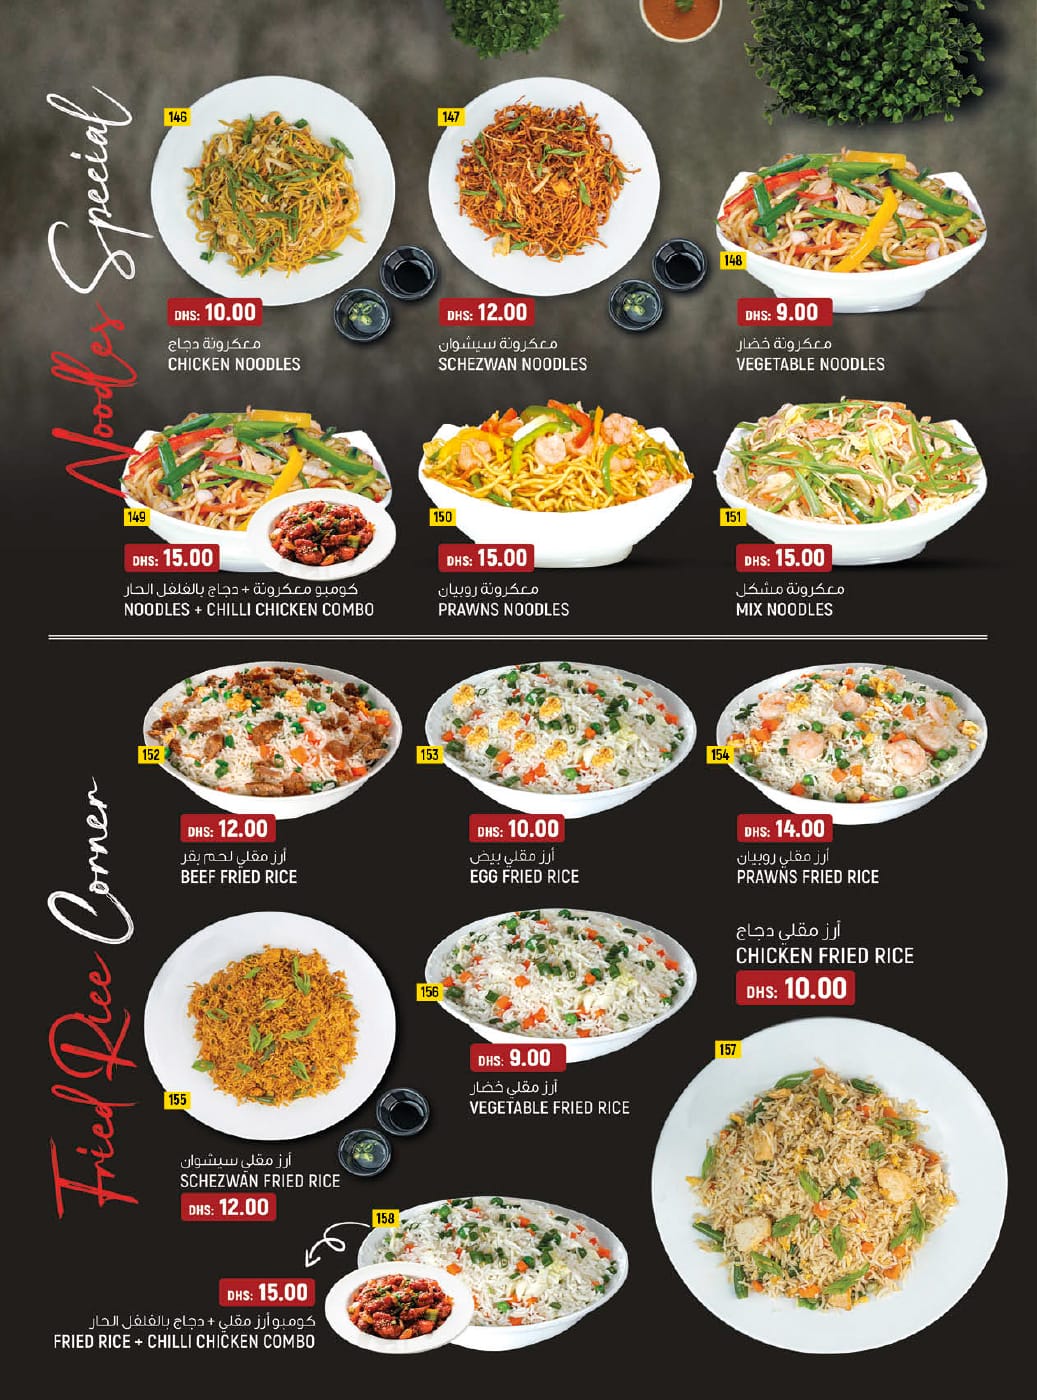 Noodles Special
146
DHS: 10.00
معكرونة دجاج
CHICKEN NOODLES
147
DHS: 12.00
معكرونة سيشوان
SCHEZWAN NOODLES
148
DHS: 9.00
معكرونة خضار
VEGETABLE NOODLES
149
DHS: 15.00
كومبو معكرونة + دجاج بالفلفل الحار
NOODLES + CHILLI CHICKEN COMBO
150
DHS: 15.00
معكرونة روبيان
PRAWNS NOODLES
151
DHS: 15.00
معكرونة مشكل
MIX NOODLES
Fried Rice Corner
152
DHS: 12.00
أرز مقلي لحم بقر
BEEF FRIED RICE
153
DHS: 10.00
أرز مقلي بيض
EGG FRIED RICE
154
DHS: 14.00
أرز مقلي روبيان
PRAWNS FRIED RICE
155
أرز مقلي سيشوان
SCHEZWAN FRIED RICE
DHS: 12.00
156
DHS: 9.00
أرز مقلي خضار
VEGETABLE FRIED RICE
أرز مقلي دجاج
CHICKEN FRIED RICE
DHS: 10.00
157
158
DHS: 15.00
كومبو أرز مقلي + دجاج بالفلفل الحار
FRIED RICE + CHILLI CHICKEN COMBO